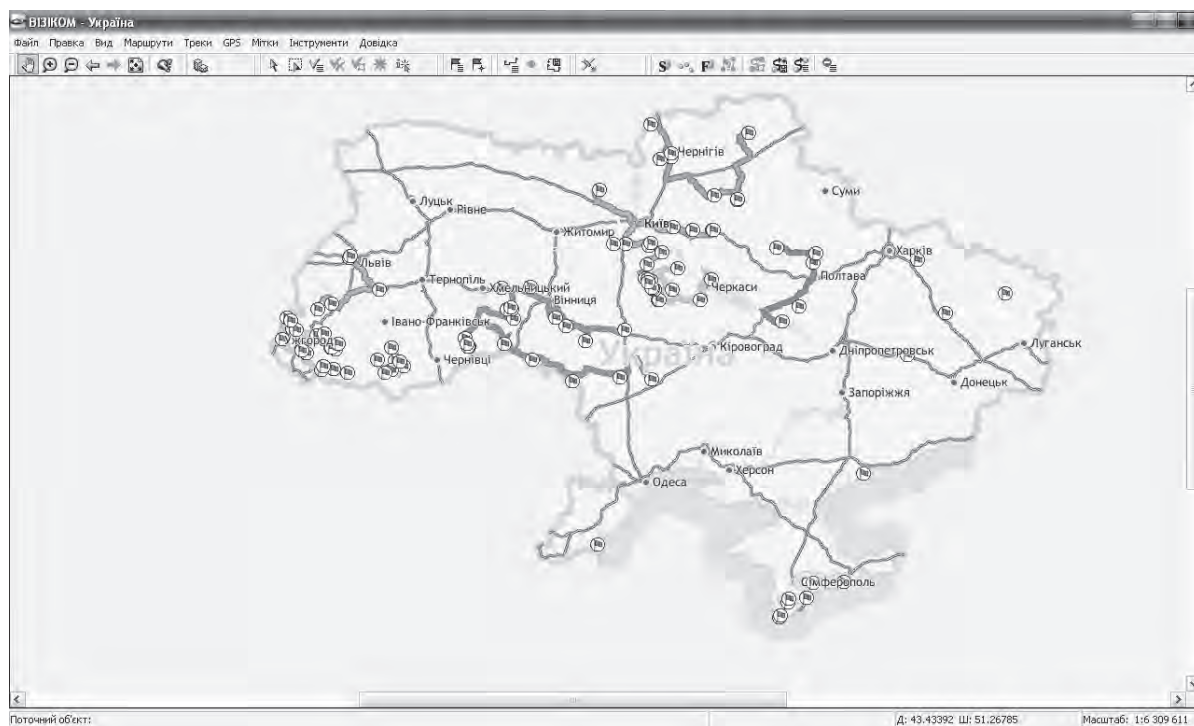 ВІЗІКОМ - Україна
Файл Правка Вид Маршрути Треки GPS Мітки Інструменти Довідка
Чернігів
Суми
Луцьк
Рівне
Київ
Житомир
Харків
Львів
Полтава
Тернопіль
Хмельницький
Черкаси
Вінниця
Івано-Франківськ
Ужгород
Україна
Кіровоград
Дніпропетровськ
Луганськ
Чернівці
Донецьк
Запоріжжя
Миколаїв
Херсон
Одеса
Сімферополь
Поточний об'єкт: Д: 43.43392 Ш: 51.26785 Масштаб: 1:6 309 611